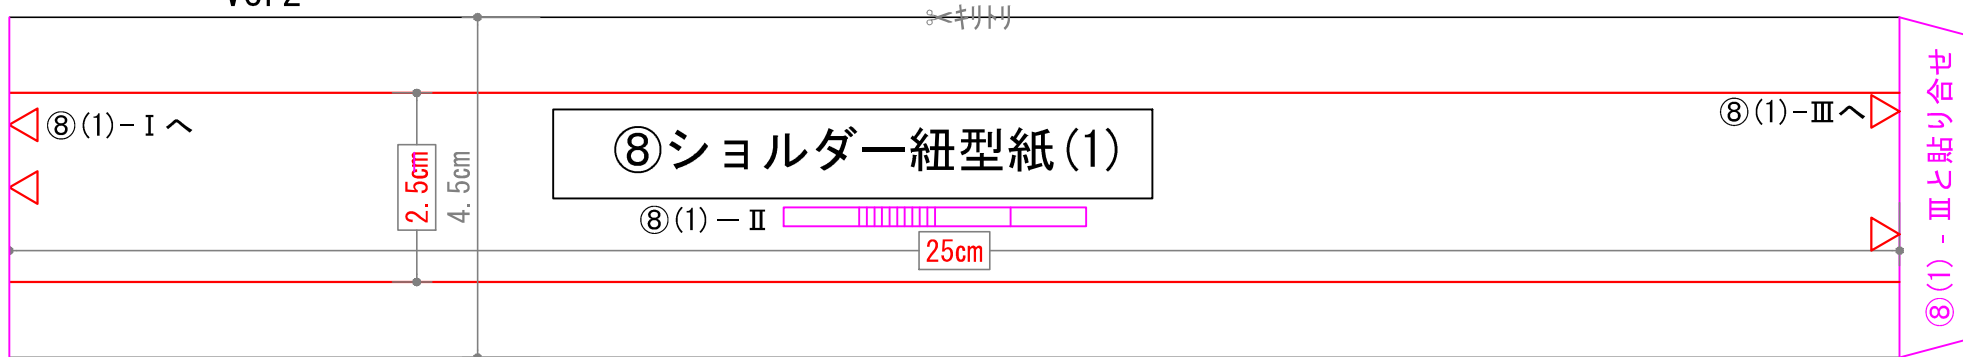 ✂キリトリ
⑧(1)-Ⅰへ
⑧(1)-Ⅲへ
⑧ショルダー紐型紙(1)
2.5cm
4.5cm
⑧(1)－Ⅱ
25cm
⑧(1)-Ⅲと貼り合せ